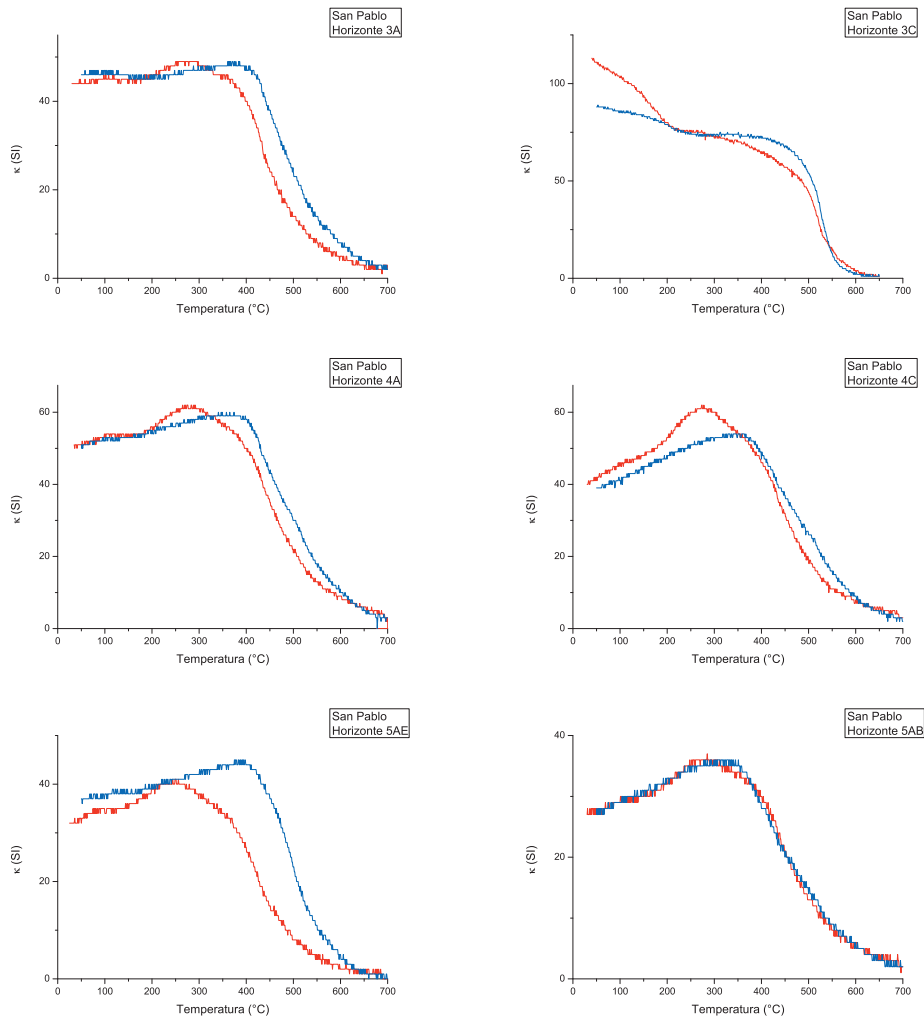 San Pablo
Horizonte 3A
κ (SI)
40
20
0
0 100 200 300 400 500 600 700
Temperatura (°C)
San Pablo
Horizonte 3C
κ (SI)
100
50
0
0 100 200 300 400 500 600 700
Temperatura (°C)
San Pablo
Horizonte 4A
κ (SI)
60
40
20
0
0 100 200 300 400 500 600 700
Temperatura (°C)
San Pablo
Horizonte 4C
κ (SI)
60
40
20
0
0 100 200 300 400 500 600 700
Temperatura (°C)
San Pablo
Horizonte 5AE
κ (SI)
40
20
0
0 100 200 300 400 500 600 700
Temperatura (°C)
San Pablo
Horizonte 5AB
κ (SI)
40
20
0
0 100 200 300 400 500 600 700
Temperatura (°C)